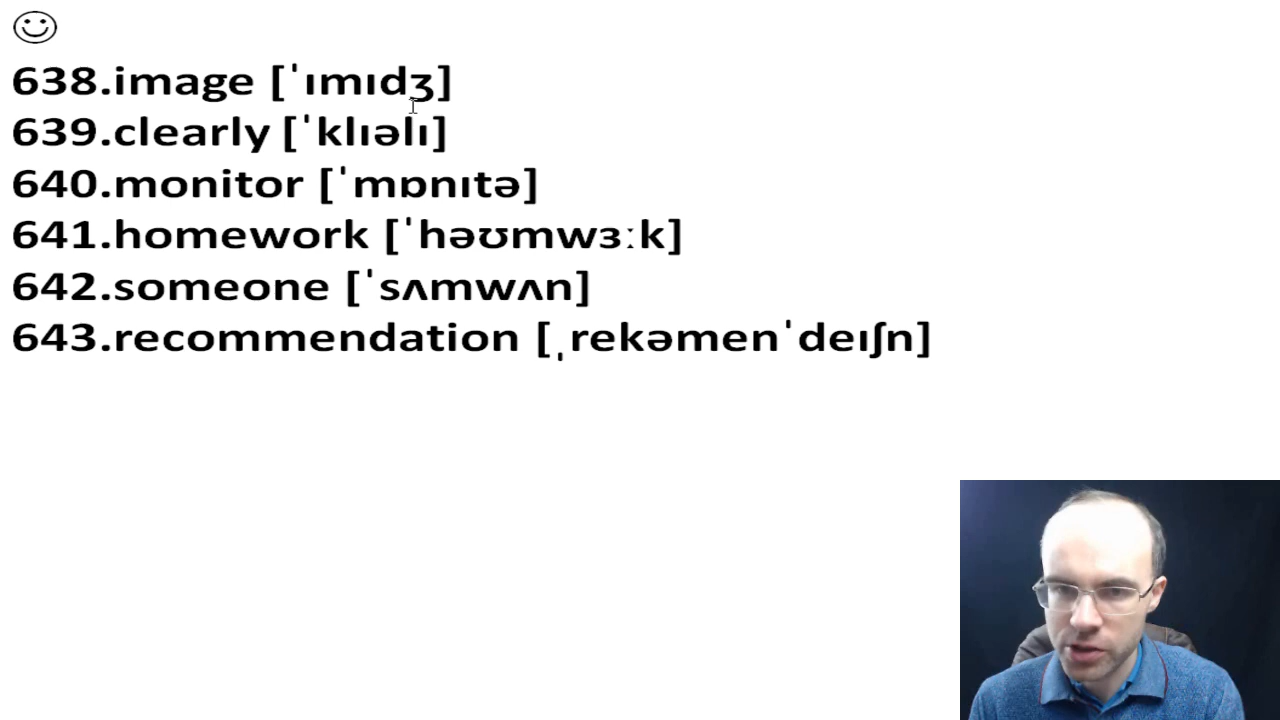 638.image [ˈɪmɪdʒ]
639.clearly [ˈklɪəlɪ]
640.monitor [ˈmɒnɪtə]
641.homework [ˈhəʊmwɜːk]
642.someone [ˈsʌmwʌn]
643.recommendation [ˌrekəmenˈdeɪʃn]